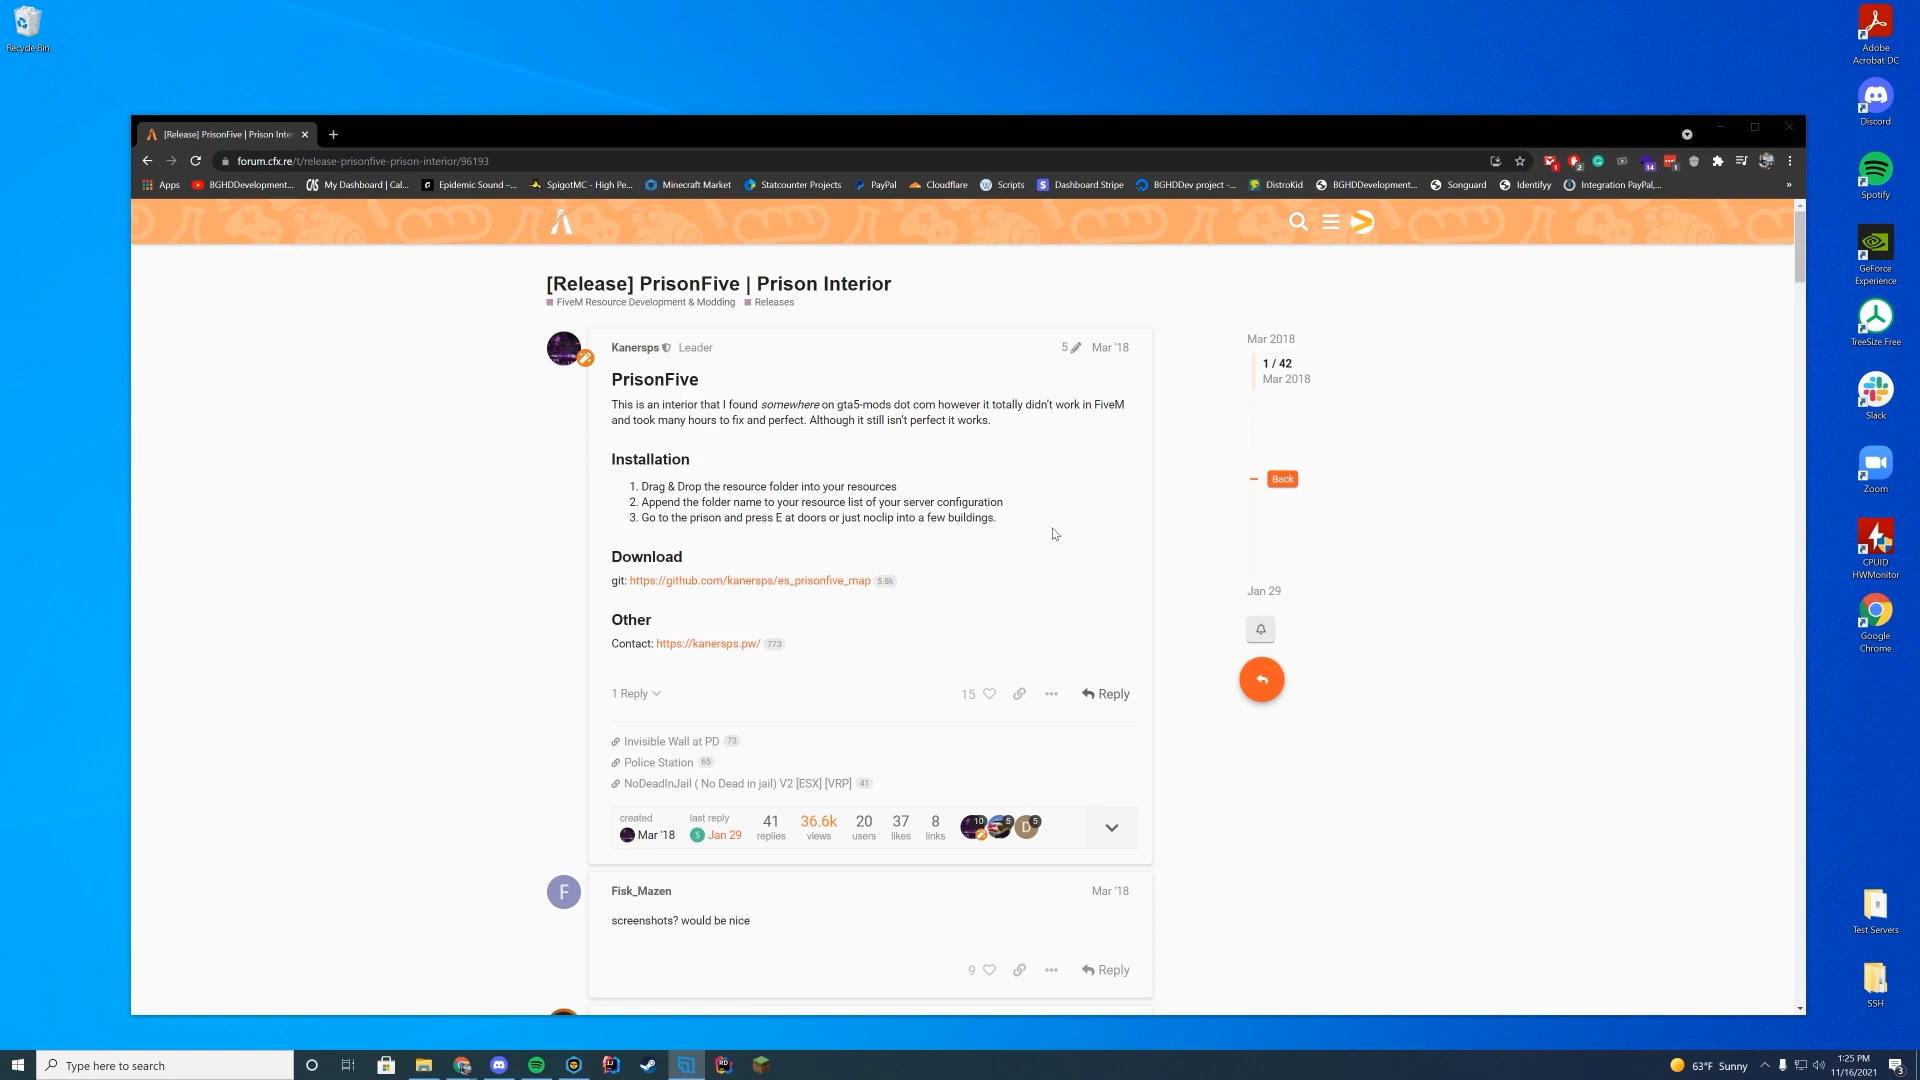 Recycle Bin
Adobe
Acrobat DC
Discord
Spotify
GeForce
Experience
TreeSize Free
Slack
Zoom
CPUID
HWMonitor
Google
Chrome
Test Servers
SSH
[Release] PrisonFive | Prison Inter
forum.cfx.re/t/release-prisonfive-prison-interior/96193
Apps
BGHDDevelopment...
My Dashboard | Cal...
Epidemic Sound –...
SpigotMC - High Pe...
Minecraft Market
Statcounter Projects
PayPal
Cloudflare
Scripts
Dashboard Stripe
BGHDDev project -...
DistroKid
BGHDDevelopment...
Songuard
Identifyy
Integration PayPal,...
»
[Release] PrisonFive | Prison Interior
FiveM Resource Development & Modding Releases
Kanersps Leader 5 Mar '18
PrisonFive
This is an interior that I found somewhere on gta5-mods dot com however it totally didn't work in FiveM
and took many hours to fix and perfect. Although it still isn't perfect it works.
Installation
1. Drag & Drop the resource folder into your resources
2. Append the folder name to your resource list of your server configuration
3. Go to the prison and press E at doors or just noclip into a few buildings.
Download
git: https://github.com/kanersps/es_prisonfive_map 5.8k
Other
Contact: https://kanersps.pw/ 773
1 Reply 15 Reply
Invisible Wall at PD 73
Police Station 65
NoDeadInJail ( No Dead in jail) V2 [ESX] [VRP] 41
created last reply 41 36.6k 20 37 8 10 5 D 5
Mar '18 S Jan 29 replies views users likes links
Mar 2018
1 / 42
Mar 2018
Back
Jan 29
F
Fisk_Mazen Mar '18
screenshots? would be nice
9 Reply
Type here to search
63°F Sunny
1:25 PM
11/16/2021
3